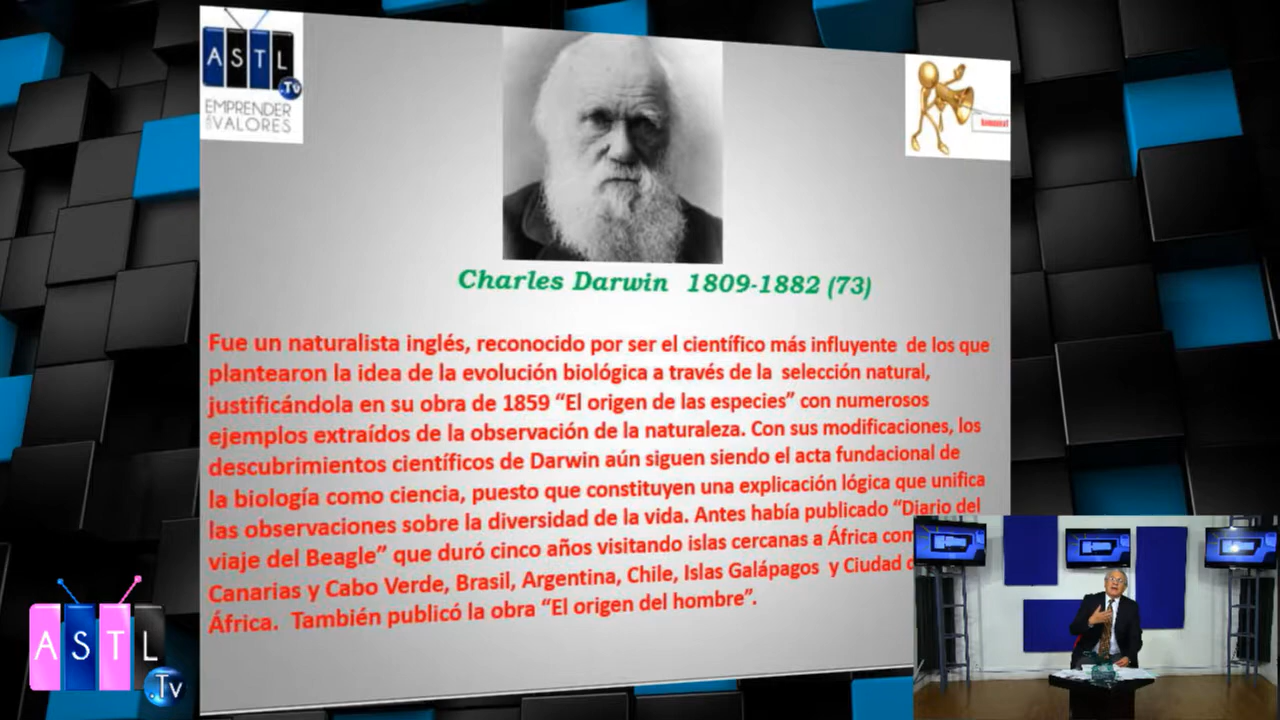 ASTL
.Tv
EMPRENDER
CON VALORES
Charles Darwin 1809-1882 (73)
Fue un naturalista inglés, reconocido por ser el científico más influyente de los que
plantearon la idea de la evolución biológica a través de la selección natural,
justificándola en su obra de 1859 “El origen de las especies” con numerosos
ejemplos extraídos de la observación de la naturaleza. Con sus modificaciones, los
descubrimientos científicos de Darwin aún siguen siendo el acta fundacional de
la biología como ciencia, puesto que constituyen una explicación lógica que unifica
las observaciones sobre la diversidad de la vida. Antes había publicado “Diario del
viaje del Beagle” que duró cinco años visitando islas cercanas a África com
Canarias y Cabo Verde, Brasil, Argentina, Chile, Islas Galápagos y Ciudad d
África. También publicó la obra “El origen del hombre”.
ASTL
.Tv